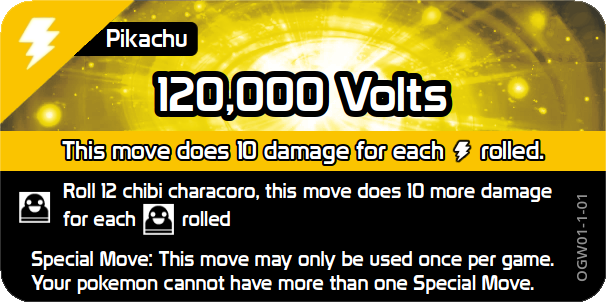 Pikachu
120,000 Volts
This move does 10 damage for each rolled.
Roll 12 chibi characoro, this move does 10 more damage
for each rolled
Special Move: This move may only be used once per game.
Your pokemon cannot have more than one Special Move.
OGW01-1-01